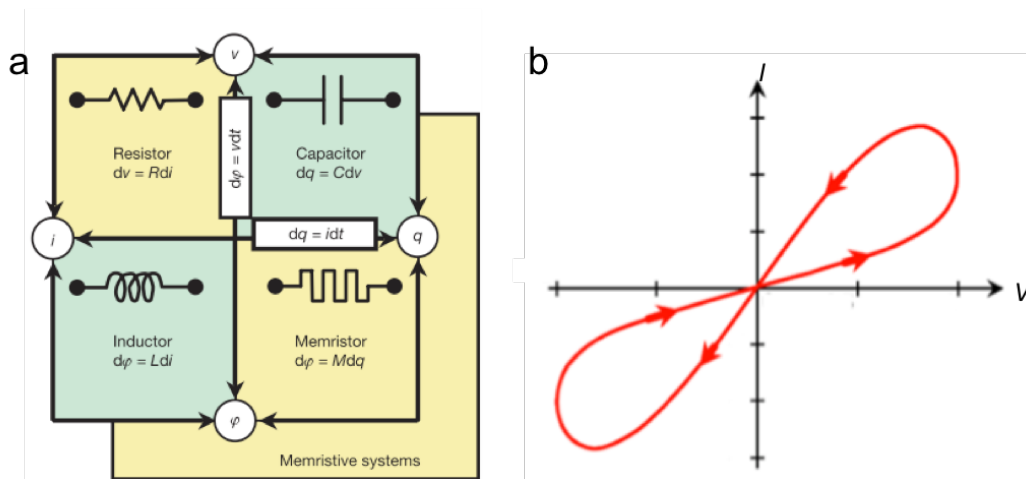 a
v
Resistor
dv = Rdi
Capacitor
dq = Cdv
dφ = vdt
i
dq = idt
q
Inductor
dφ = Ldi
Memristor
dφ = Mdq
φ
Memristive systems
b
I
V